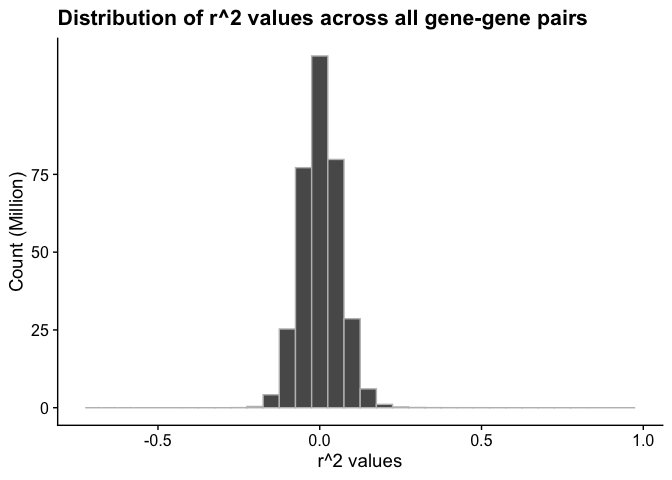 Distribution of r^2 values across all gene-gene pairs
Count (Million)
75
50
25
0
-0.5
0.0
0.5
1.0
r^2 values